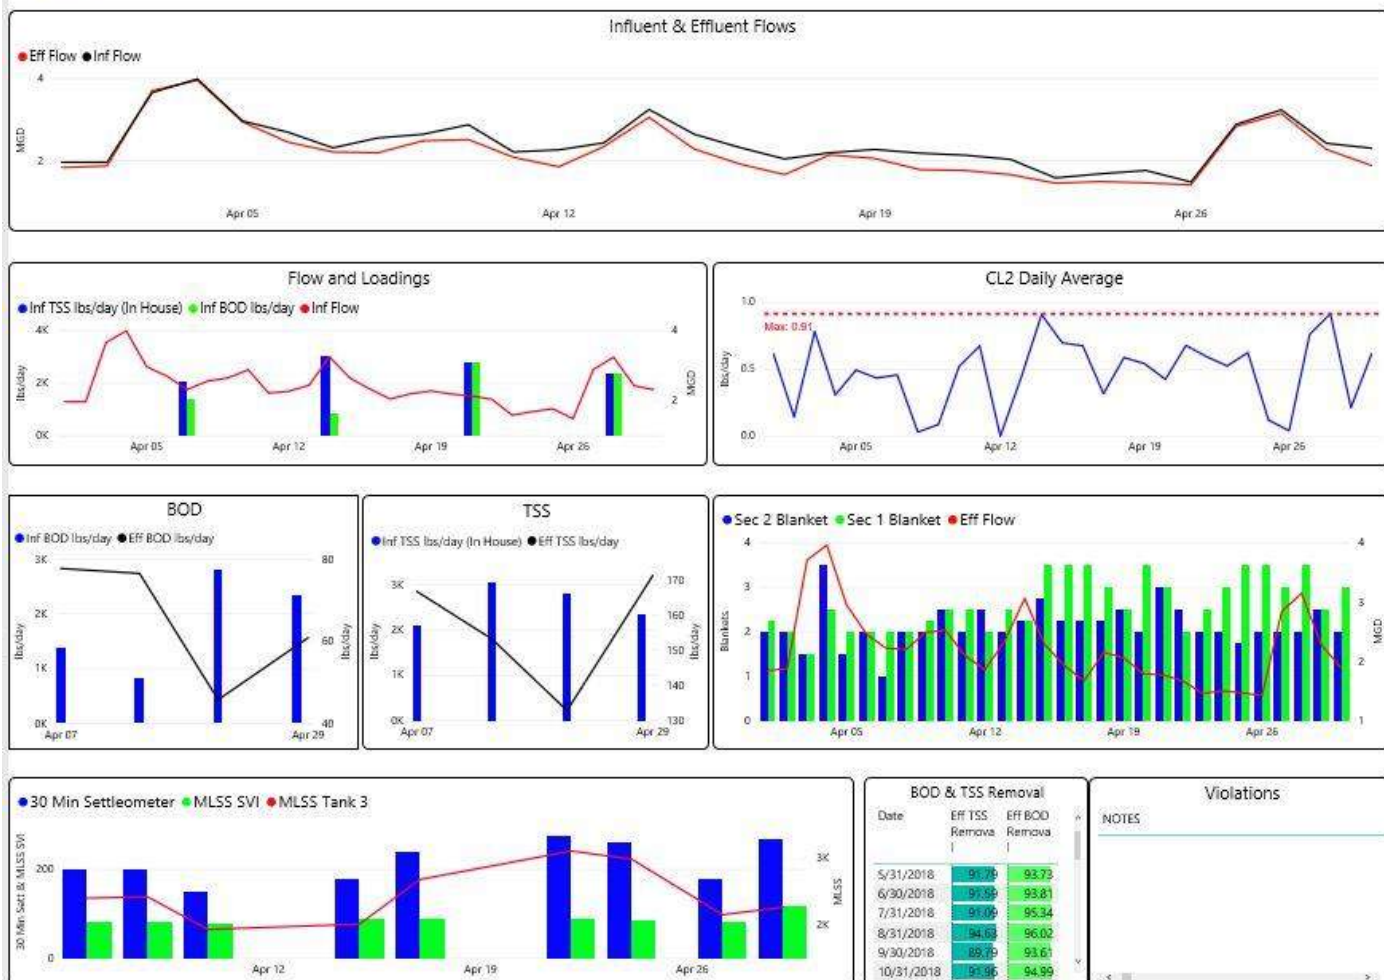 Influent & Effluent Flows
Eff Flow Inf Flow
4
MGD
2
Apr 05 Apr 12 Apr 19 Apr 26
Flow and Loadings
Inf TSS lbs/day (In House) Inf BOD lbs/day Inf Flow
4K 4
lbs/day
2K 2
MGD
0K
Apr 05 Apr 12 Apr 19 Apr 26
CL2 Daily Average
1.0
Max: 0.91
lbs/day
0.5
0.0
Apr 05 Apr 12 Apr 19 Apr 26
BOD
Inf BOD lbs/day Eff BOD lbs/day
3K 80
2K
lbs/day
60
lbs/day
1K
0K 40
Apr 07 Apr 29
TSS
Inf TSS lbs/day (In House) Eff TSS lbs/day
3K 170
160
2K
lbs/day
150
lbs/day
1K 140
0K 130
Apr 07 Apr 29
Sec 2 Blanket Sec 1 Blanket Eff Flow
4 4
3 3
Blankets
2
MGD
2
1
0 1
Apr 05 Apr 12 Apr 19 Apr 26
30 Min Settleometer MLSS SVI MLSS Tank 3
30 Min Sett & MLSS SVI
200 3K
MLSS
2K
0
Apr 12 Apr 19 Apr 26
BOD & TSS Removal
Date Eff TSS Eff BOD
Remova Remova
l l
5/31/2018 91.79 93.73
6/30/2018 91.59 93.81
7/31/2018 91.09 95.34
8/31/2018 94.63 96.02
9/30/2018 89.79 93.61
10/31/2018 91.96 94.99
Violations
NOTES